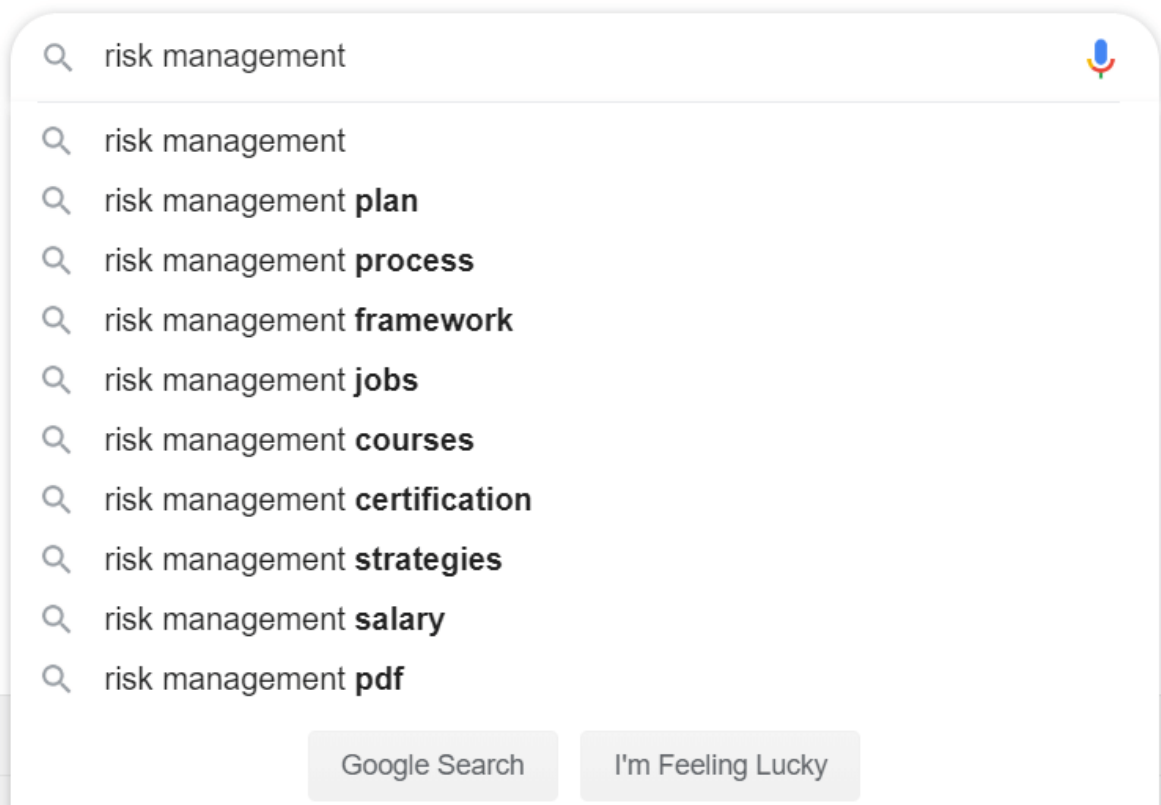 risk management
risk management
risk management plan
risk management process
risk management framework
risk management jobs
risk management courses
risk management certification
risk management strategies
risk management salary
risk management pdf
Google Search I'm Feeling Lucky